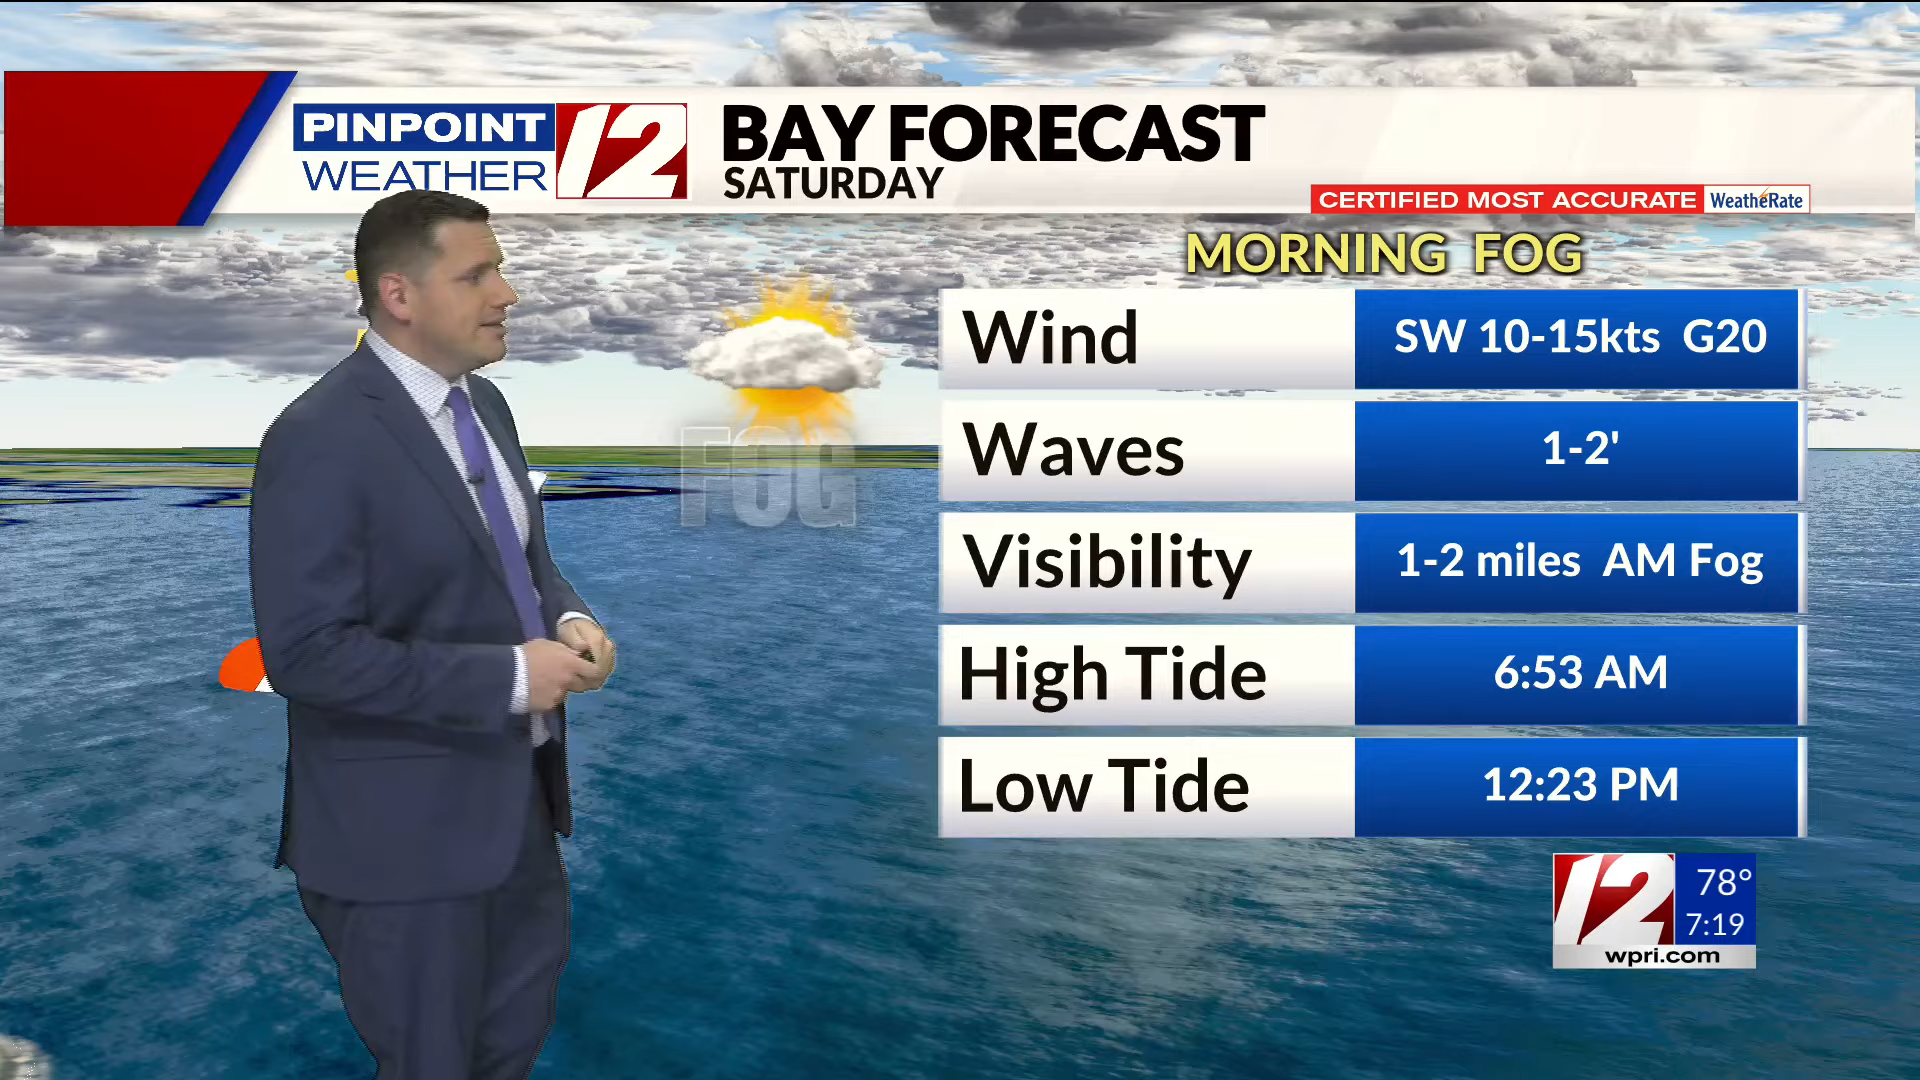 PINPOINT
WEATHER
12
BAY FORECAST
SATURDAY
CERTIFIED MOST ACCURATE WeatheRate
MORNING FOG
Wind SW 10-15kts G20
FOG
Waves 1-2'
Visibility 1-2 miles AM Fog
High Tide 6:53 AM
Low Tide 12:23 PM
12 78°
7:19
wpri.com